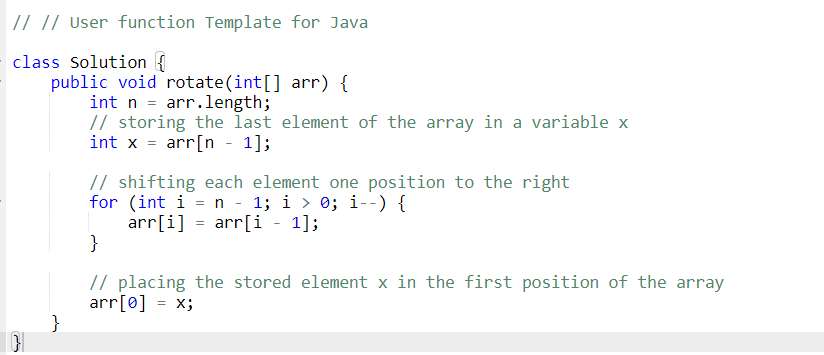 // // User function Template for Java
class Solution {
public void rotate(int[] arr) {
int n = arr.length;
// storing the last element of the array in a variable x
int x = arr[n - 1];
// shifting each element one position to the right
for (int i = n - 1; i > 0; i--) {
arr[i] = arr[i - 1];
}
// placing the stored element x in the first position of the array
arr[0] = x;
}
}